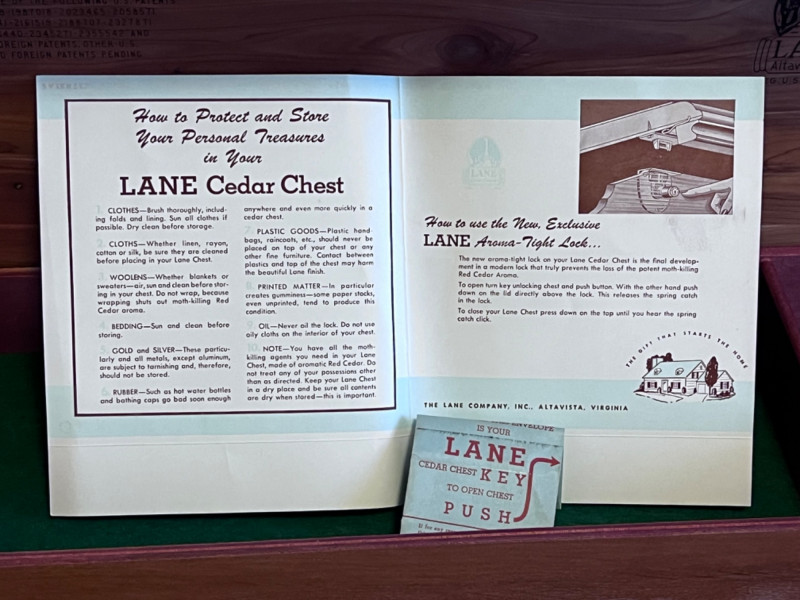 How to Protect and Store
Your Personal Treasures
in Your
LANE Cedar Chest
1. CLOTHES—Brush thoroughly, includ-
ing folds and lining. Sun all clothes if
possible. Dry clean before storage.
2. CLOTHS—Whether linen, rayon,
cotton or silk, be sure they are cleaned
before placing in your Lane Chest.
3. WOOLENS—Whether blankets or
sweaters—air, sun and clean before stor-
ing in your chest. Do not wrap, because
wrapping shuts out moth-killing Red
Cedar aroma.
4. BEDDING—Sun and clean before
storing.
5. GOLD and SILVER—These particu-
larly and all metals, except aluminum,
are subject to tarnishing and, therefore,
should not be stored.
6. RUBBER—Such as hot water bottles
and bathing caps go bad soon enough
anywhere and even more quickly in a
cedar chest.
7. PLASTIC GOODS—Plastic hand-
bags, raincoats, etc., should never be
placed on top of your chest or any
other fine furniture. Contact between
plastics and top of the chest may harm
the beautiful Lane finish.
8. PRINTED MATTER—In particular
creates gumminess—some paper stocks,
even unprinted, tend to produce this
condition.
9. OIL—Never oil the lock. Do not use
oily cloths on the interior of your chest.
10. NOTE—You have all the moth-
killing agents you need in your Lane
Chest, made of aromatic Red Cedar. Do
not treat any of your possessions other
than as directed. Keep your Lane Chest
in a dry place and be sure all contents
are dry when stored—this is important.
LANE
How to use the New, Exclusive
LANE Aroma-Tight Lock...
The new aroma-tight lock on your Lane Cedar Chest is the final develop-
ment in a modern lock that truly prevents the loss of the potent moth-killing
Red Cedar Aroma.
To open turn key unlocking chest and push button. With the other hand push
down on the lid directly above the lock. This releases the spring catch
in the lock.
To close your Lane Chest press down on the top until you hear the spring
catch click.
THE GIFT THAT STARTS THE HOME
THE LANE COMPANY, INC., ALTAVISTA, VIRGINIA
ENVELOPE
IS YOUR
LANE
CEDAR CHEST KEY
TO OPEN CHEST
PUSH
FOREIGN PATENTS PENDING